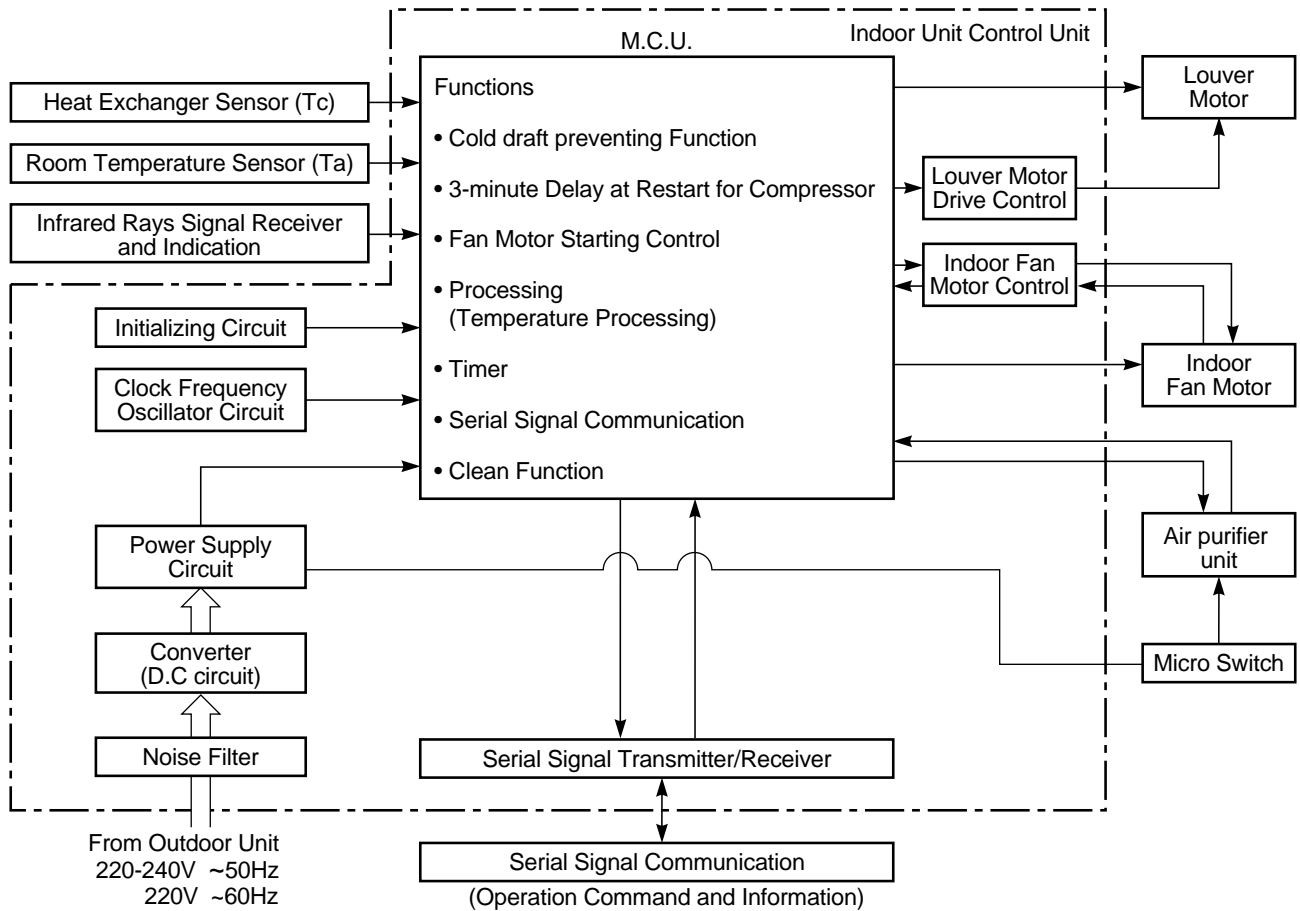 Indoor Unit Control Unit
M.C.U.
Functions
• Cold draft preventing Function
• 3-minute Delay at Restart for Compressor
• Fan Motor Starting Control
• Processing
(Temperature Processing)
• Timer
• Serial Signal Communication
• Clean Function
Heat Exchanger Sensor (Tc)
Room Temperature Sensor (Ta)
Infrared Rays Signal Receiver
and Indication
Initializing Circuit
Clock Frequency
Oscillator Circuit
Power Supply
Circuit
Converter
(D.C circuit)
Noise Filter
From Outdoor Unit
220-240V ~50Hz
220V ~60Hz
Louver
Motor
Louver Motor
Drive Control
Indoor Fan
Motor Control
Indoor
Fan Motor
Air purifier
unit
Micro Switch
Serial Signal Transmitter/Receiver
Serial Signal Communication
(Operation Command and Information)